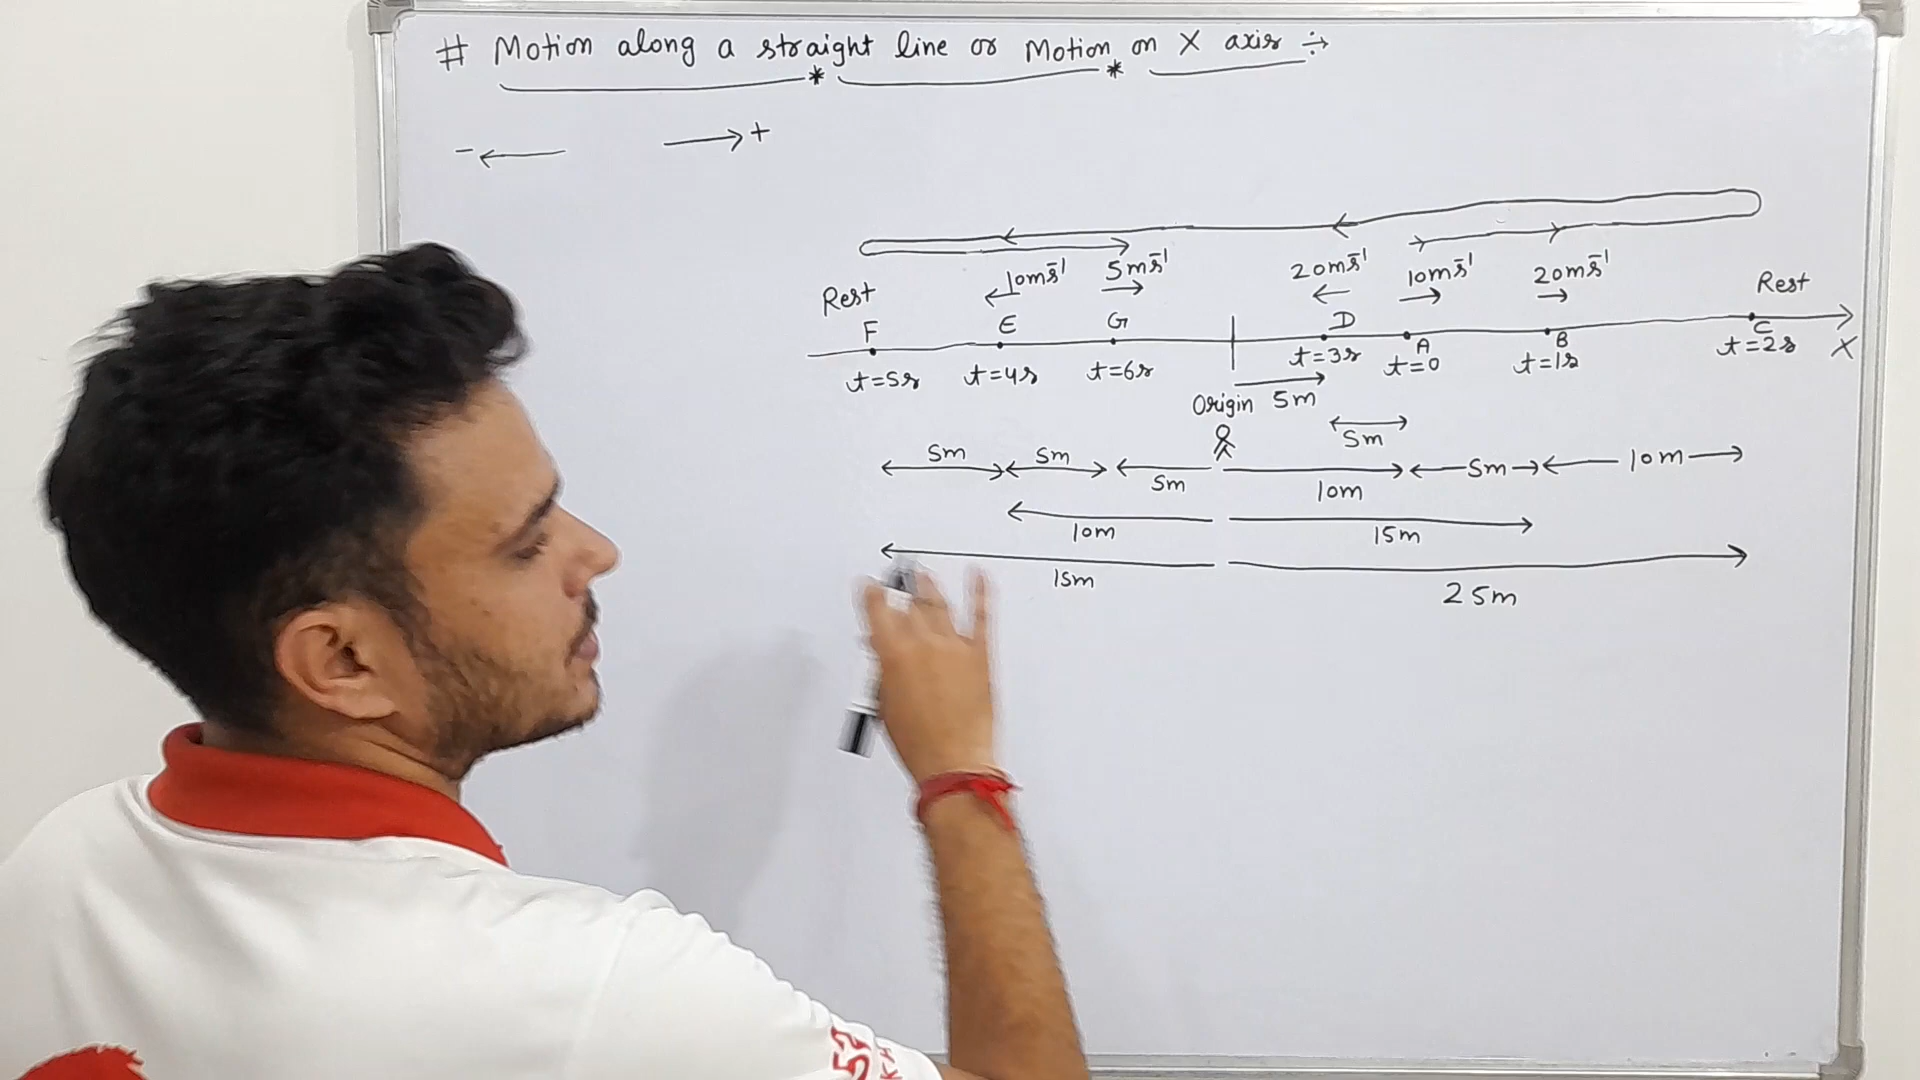 # Motion along a straight line or Motion on X axis ÷
- ← → +
10ms⁻¹ 5ms⁻¹ 20ms⁻¹ 10ms⁻¹ 20ms⁻¹
Rest Rest
F E G D A B C
t=5s t=4s t=6s t=3s t=0 t=1s t=2s X
Origin 5m
5m
5m 5m 5m 10m 5m 10m
10m 15m
15m 25m